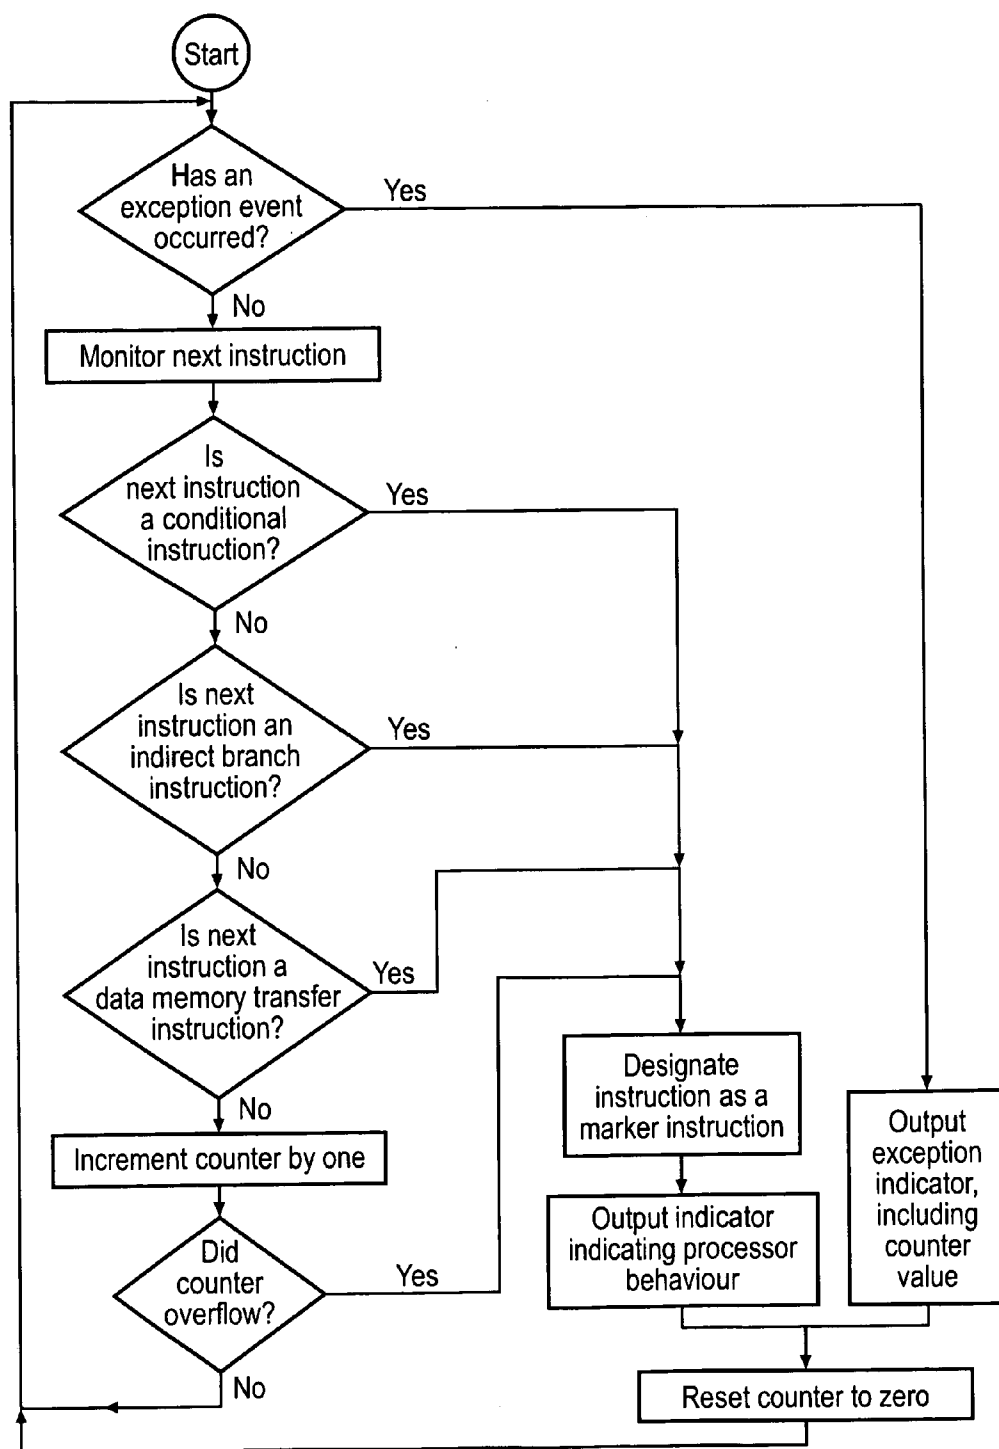 Start
Has an
exception event
occurred?
Yes
No
Monitor next instruction
Is
next instruction
a conditional
instruction?
Yes
No
Is next
instruction an
indirect branch
instruction?
Yes
No
Is next
instruction a
data memory transfer
instruction?
Yes
No
Increment counter by one
Did
counter
overflow?
Yes
No
Designate
instruction as a
marker instruction
Output indicator
indicating processor
behaviour
Output
exception
indicator,
including
counter
value
Reset counter to zero